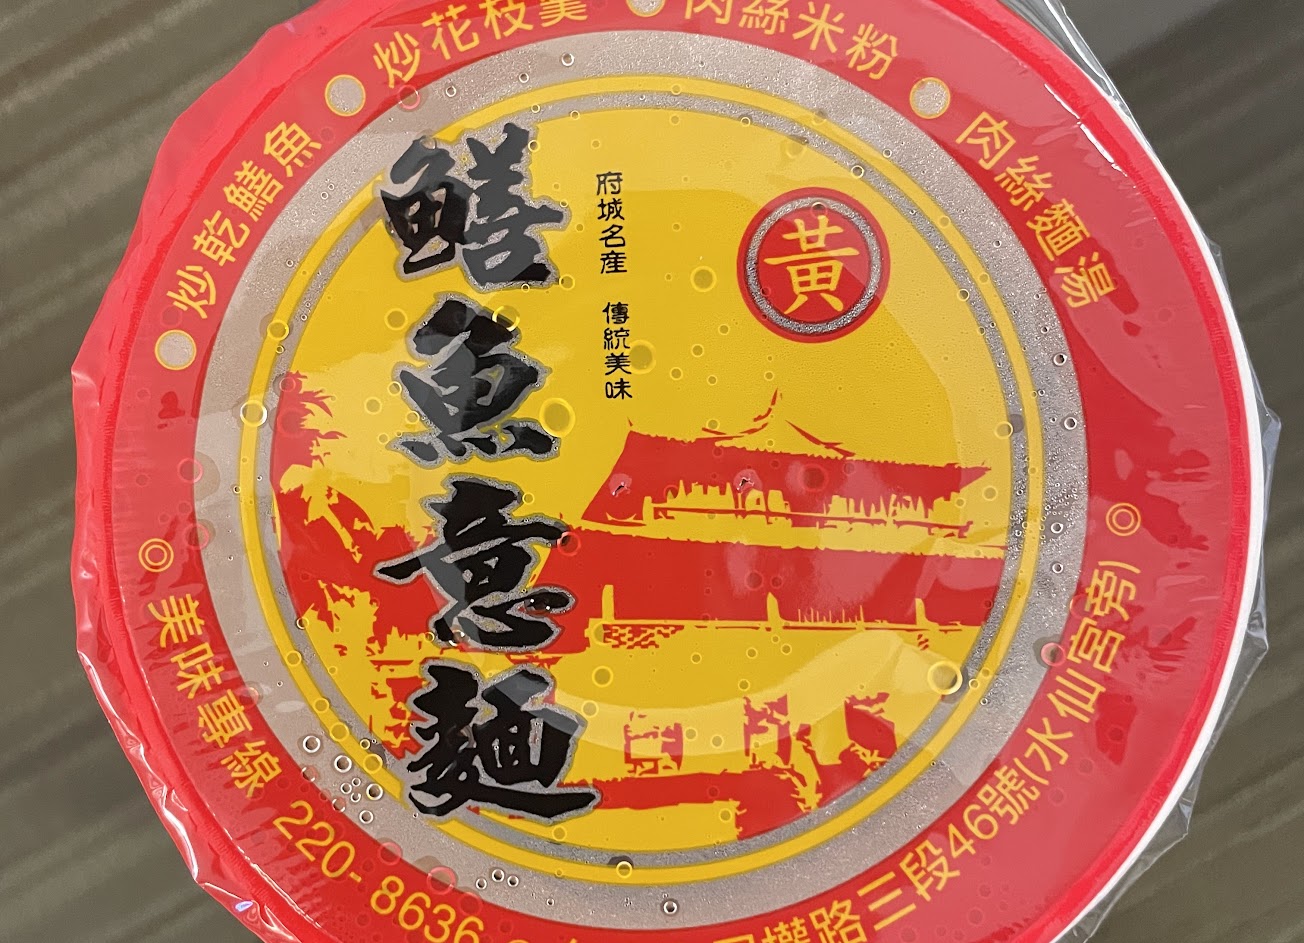 炒乾鱔魚
炒花枝羹
肉絲米粉
肉絲麵湯
鱔魚意麵
府城名產 傳統美味
黃
美味專線 220-8636
權路三段46號(水仙宮旁)